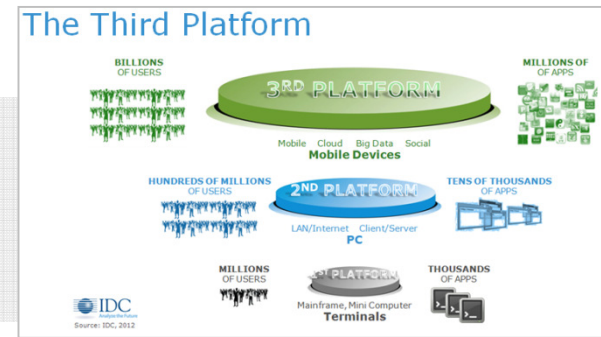 The Third Platform
BILLIONS
OF USERS
3RD PLATFORM
MILLIONS OF
OF APPS
Mobile Cloud Big Data Social
Mobile Devices
HUNDREDS OF MILLIONS
OF USERS
2ND PLATFORM
TENS OF THOUSANDS
OF APPS
LAN/Internet Client/Server
PC
MILLIONS
OF USERS
1ST PLATFORM
THOUSANDS
OF APPS
Mainframe, Mini Computer
Terminals
IDC
Analyze the Future
Source: IDC, 2012